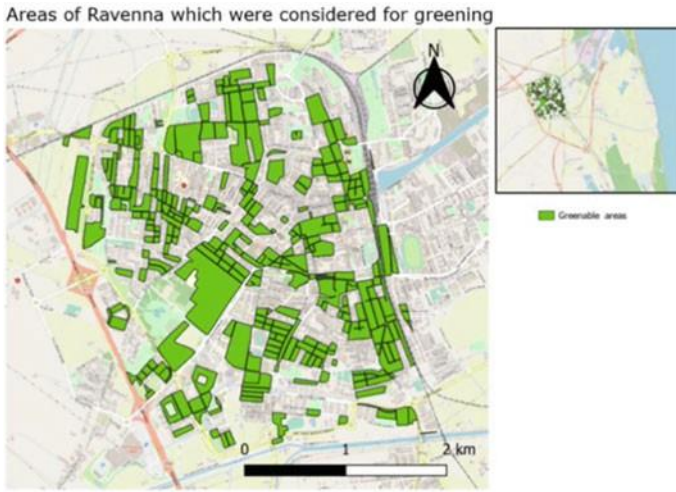 Areas of Ravenna which were considered for greening
N
Greenable areas
0 1 2 km